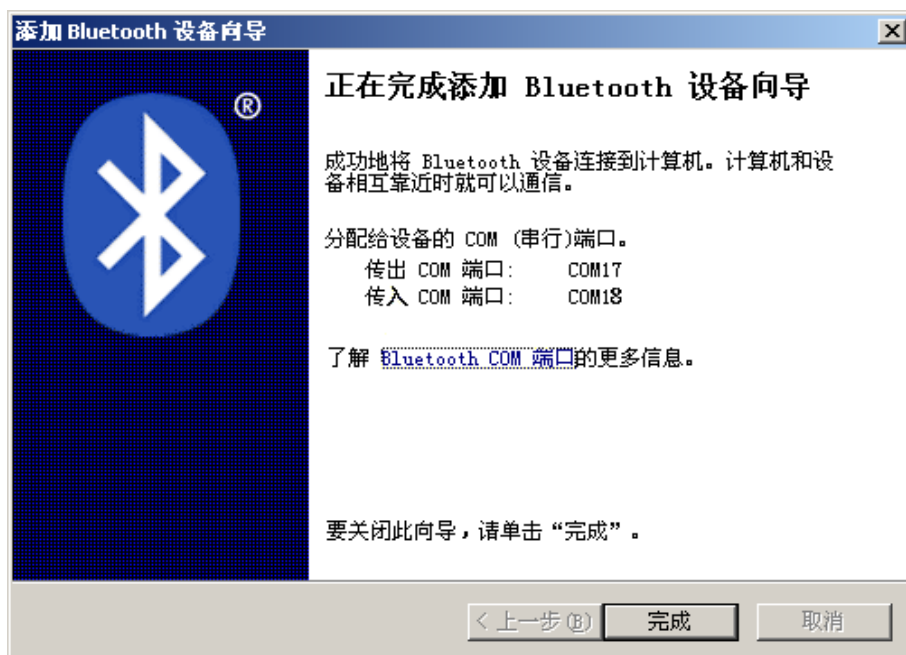 添加 Bluetooth 设备向导
®
正在完成添加 Bluetooth 设备向导
成功地将 Bluetooth 设备连接到计算机。计算机和设
备相互靠近时就可以通信。
分配给设备的 COM (串行)端口。
传出 COM 端口: COM17
传入 COM 端口: COM18
了解 Bluetooth COM 端口的更多信息。
要关闭此向导，请单击“完成”。
< 上一步(B) 完成 取消